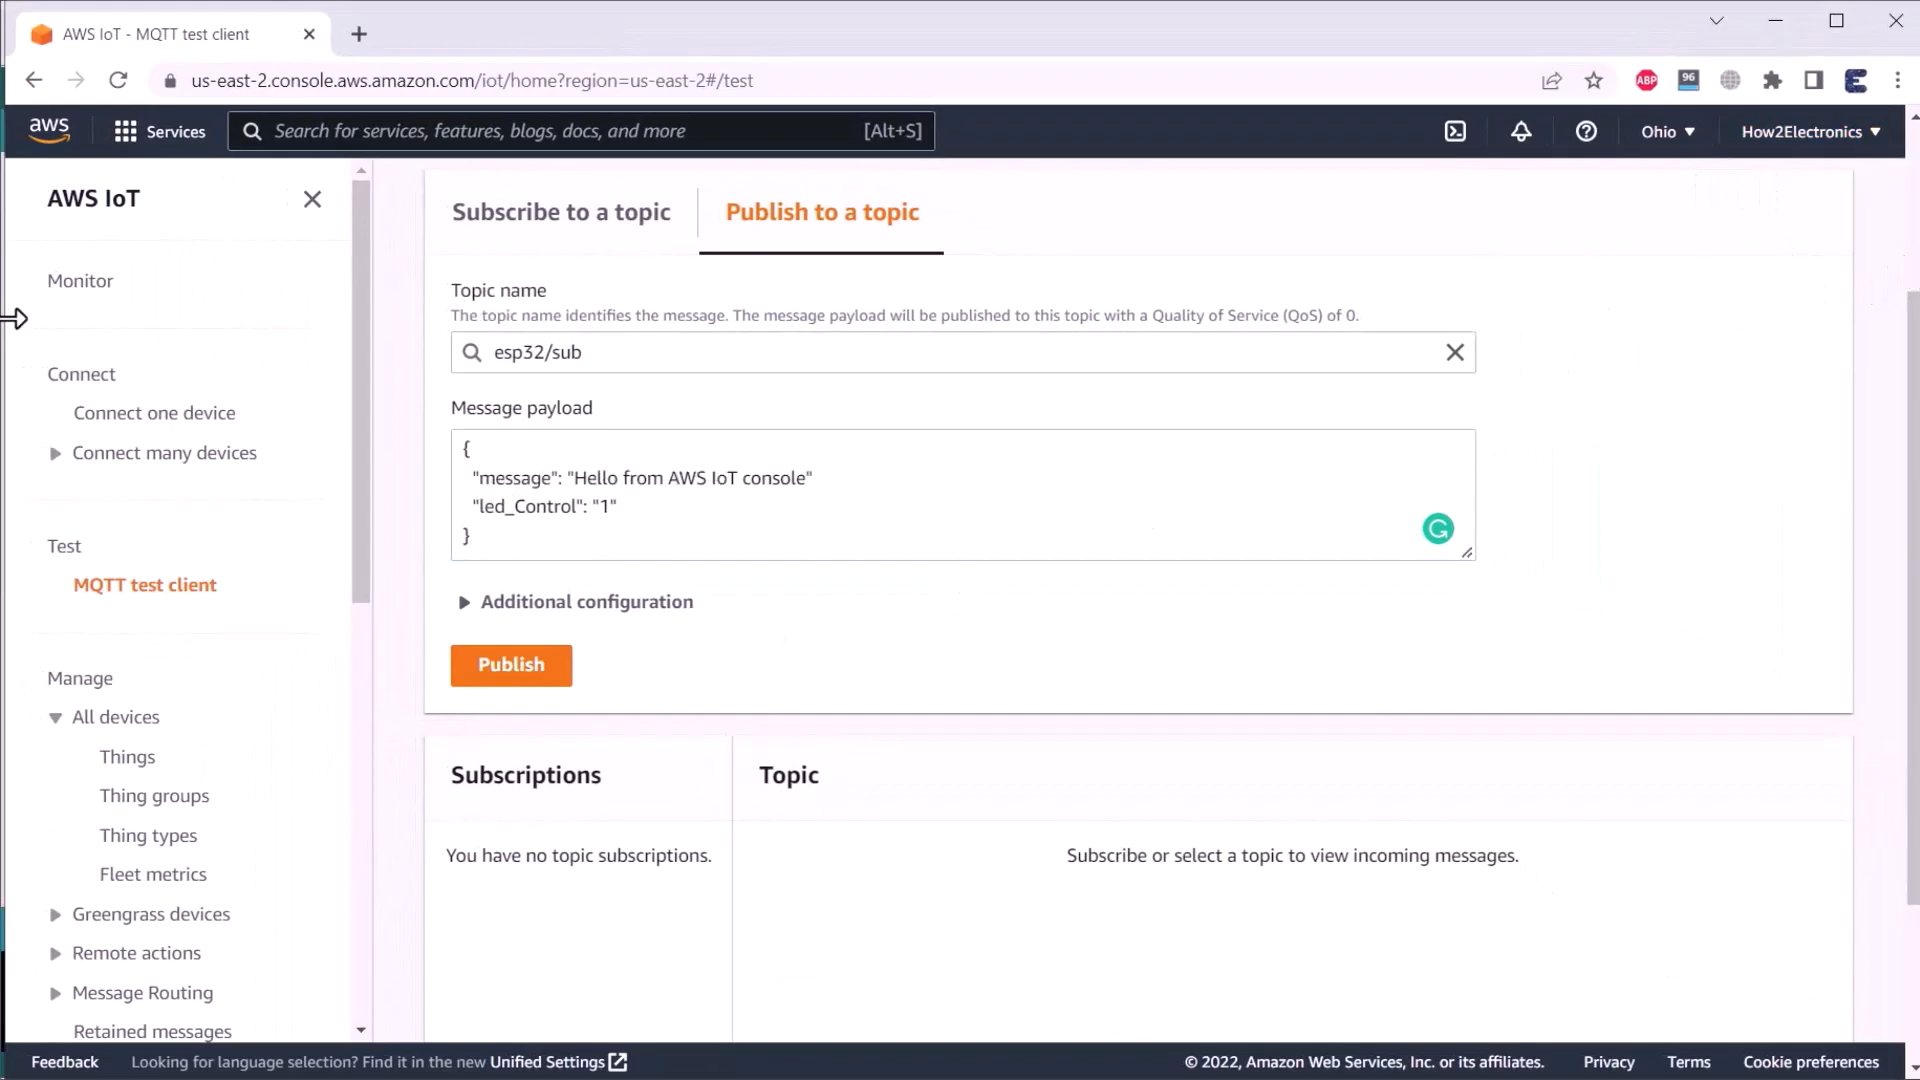 AWS IoT - MQTT test client
us-east-2.console.aws.amazon.com/iot/home?region=us-east-2#/test
ABP
96
aws
Services
Search for services, features, blogs, docs, and more
[Alt+S]
Ohio
How2Electronics
AWS IoT
Monitor
Connect
Connect one device
Connect many devices
Test
MQTT test client
Manage
All devices
Things
Thing groups
Thing types
Fleet metrics
Greengrass devices
Remote actions
Message Routing
Retained messages
Subscribe to a topic
Publish to a topic
Topic name
The topic name identifies the message. The message payload will be published to this topic with a Quality of Service (QoS) of 0.
esp32/sub
Message payload
{
"message": "Hello from AWS IoT console"
"led_Control": "1"
}
Additional configuration
Publish
Subscriptions
Topic
You have no topic subscriptions.
Subscribe or select a topic to view incoming messages.
Feedback
Looking for language selection? Find it in the new Unified Settings
© 2022, Amazon Web Services, Inc. or its affiliates.
Privacy
Terms
Cookie preferences